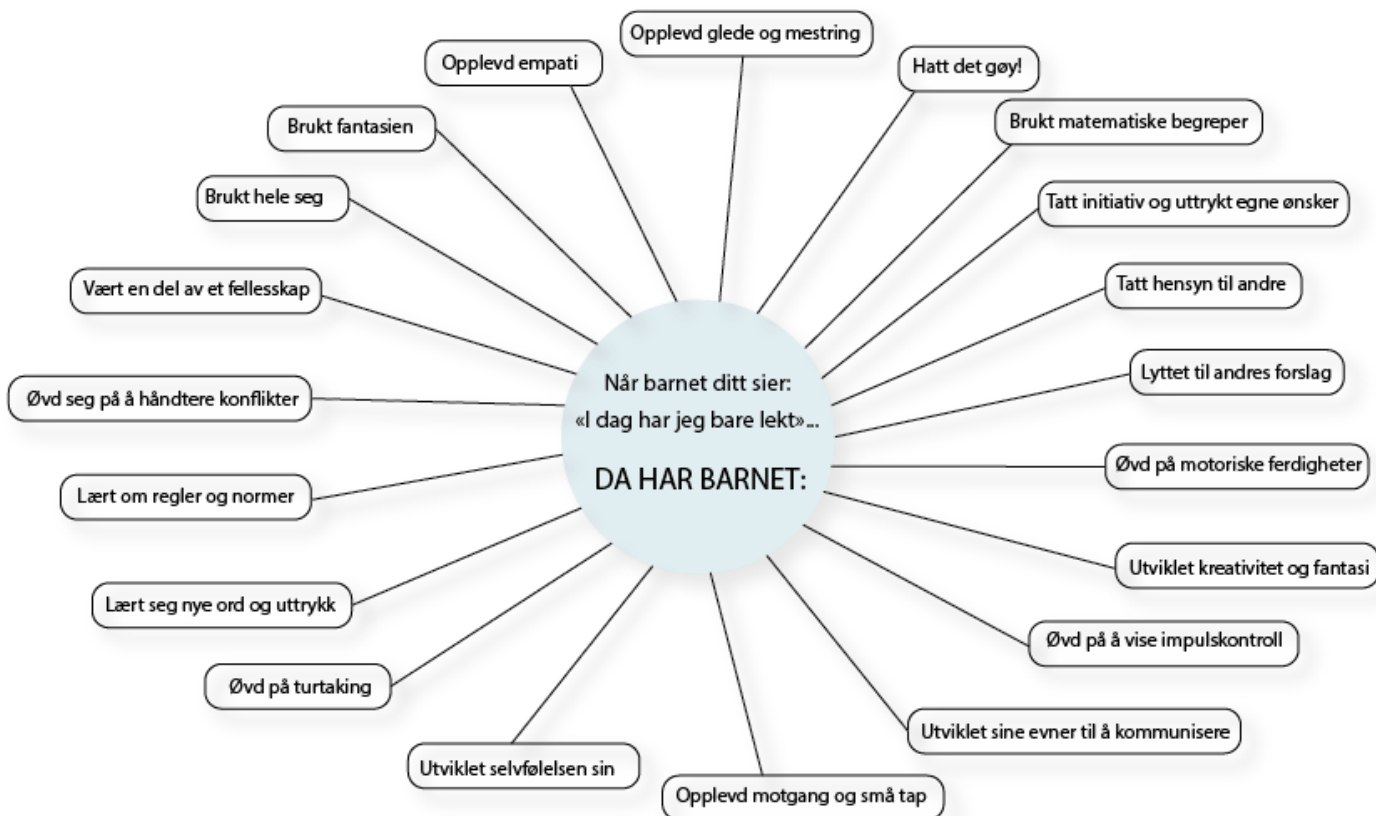 Når barnet ditt sier:
«I dag har jeg bare lekt»...
DA HAR BARNET:
Opplevd glede og mestring
Hatt det gøy!
Brukt matematiske begreper
Tatt initiativ og uttrykt egne ønsker
Tatt hensyn til andre
Lyttet til andres forslag
Øvd på motoriske ferdigheter
Utviklet kreativitet og fantasi
Øvd på å vise impulskontroll
Utviklet sine evner til å kommunisere
Opplevd motgang og små tap
Utviklet selvfølelsen sin
Øvd på turtaking
Lært seg nye ord og uttrykk
Lært om regler og normer
Øvd seg på å håndtere konflikter
Vært en del av et fellesskap
Brukt hele seg
Brukt fantasien
Opplevd empati